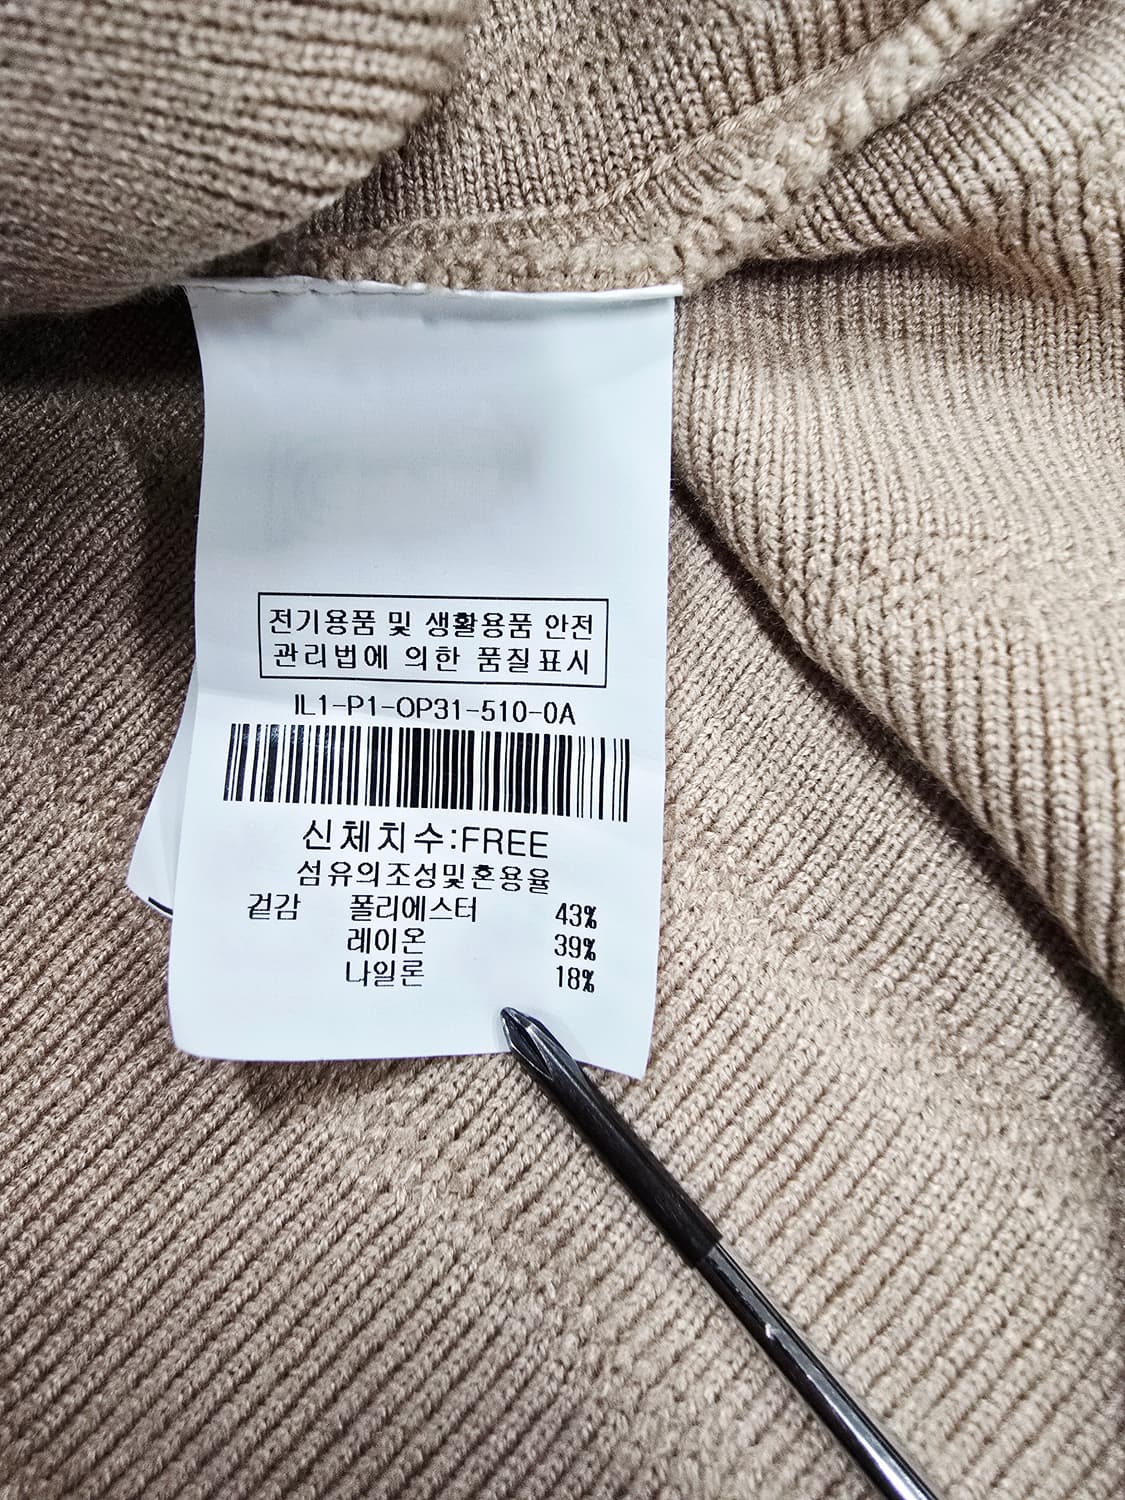 전기용품 및 생활용품 안전
관리법에 의한 품질표시
IL1-P1-OP31-510-0A
신체치수:FREE
섬유의조성및혼용율
겉감 폴리에스터 43%
레이온 39%
나일론 18%